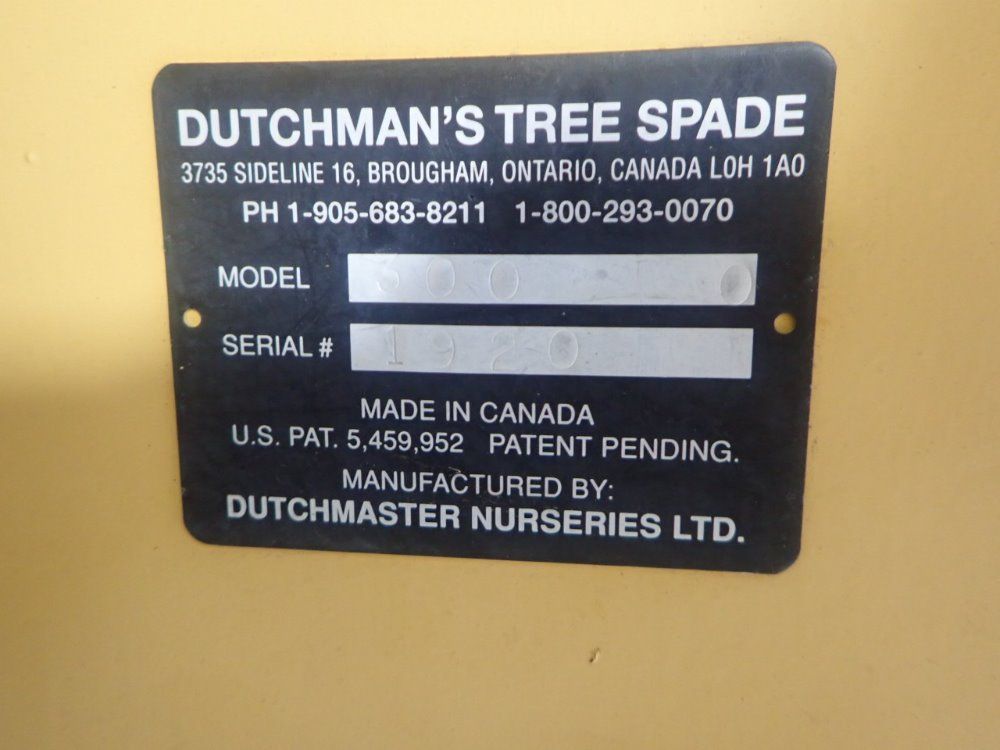 DUTCHMAN'S TREE SPADE
3735 SIDELINE 16, BROUGHAM, ONTARIO, CANADA L0H 1A0
PH 1-905-683-8211 1-800-293-0070
MODEL 300
SERIAL # 1920
MADE IN CANADA
U.S. PAT. 5,459,952 PATENT PENDING.
MANUFACTURED BY:
DUTCHMASTER NURSERIES LTD.